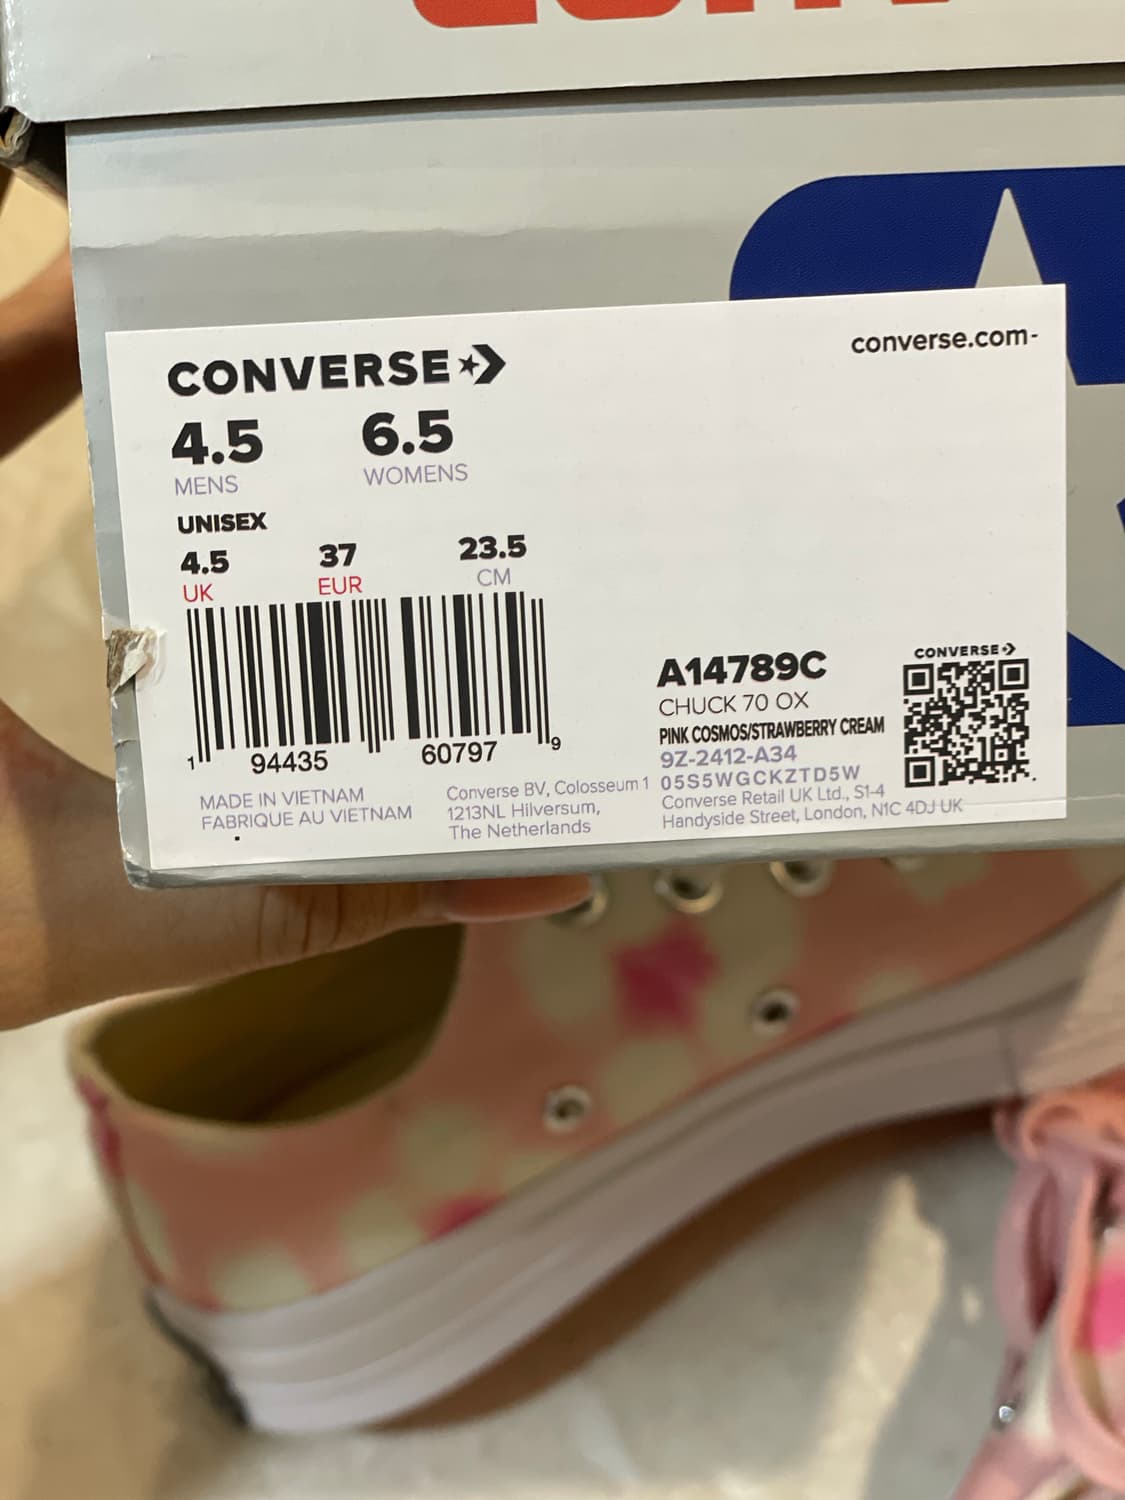 converse.com-
CONVERSE
4.5 6.5
MENS WOMENS
UNISEX
4.5 37 23.5
UK EUR CM
1 94435 60797 9
MADE IN VIETNAM
FABRIQUE AU VIETNAM
Converse BV, Colosseum 1
1213NL Hilversum,
The Netherlands
A14789C
CHUCK 70 OX
PINK COSMOS/STRAWBERRY CREAM
9Z-2412-A34
05S5WGCKZTD5W
Converse Retail UK Ltd., S1-4
Handyside Street, London, N1C 4DJ UK
CONVERSE